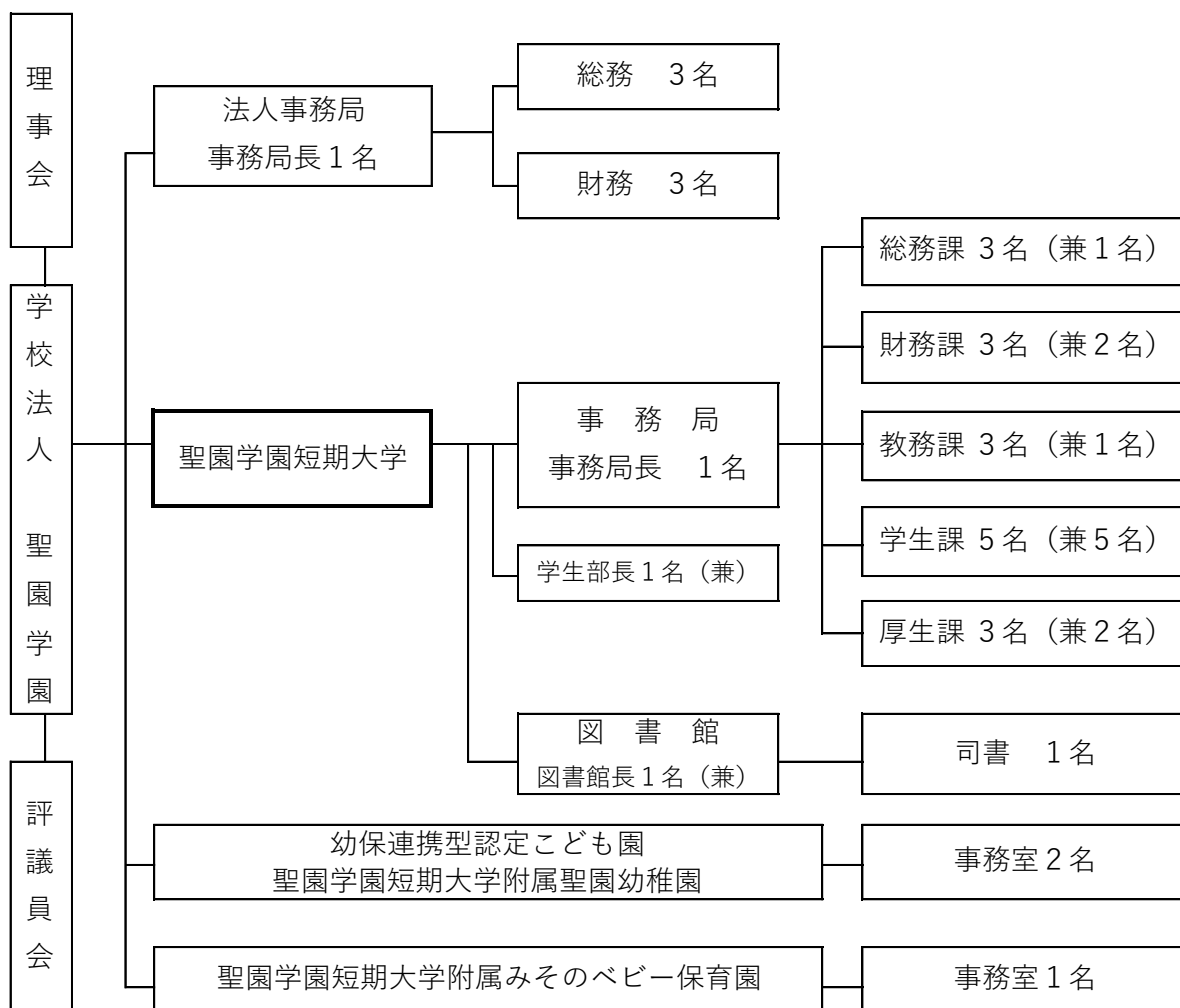 理事会
学校法人　聖園学園
評議員会
法人事務局
事務局長１名
総務　３名
財務　３名
聖園学園短期大学
事　務　局
事務局長　１名
総務課 ３名（兼１名）
財務課 ３名（兼２名）
教務課 ３名（兼１名）
学生課 ５名（兼５名）
厚生課 ３名（兼２名）
学生部長１名（兼）
図　書　館
図書館長１名（兼）
司書　１名
幼保連携型認定こども園
聖園学園短期大学附属聖園幼稚園
事務室２名
聖園学園短期大学附属みそのベビー保育園
事務室１名